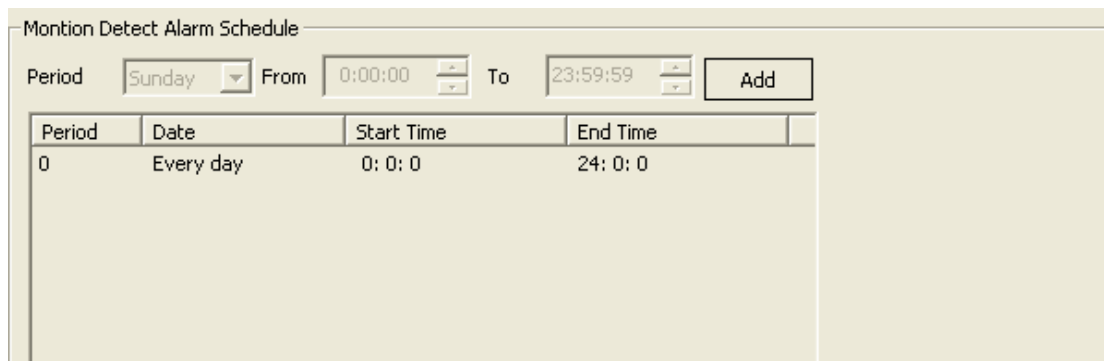 Montion Detect Alarm Schedule
Period Sunday From 0:00:00 To 23:59:59 Add
Period Date Start Time End Time
0 Every day 0: 0: 0 24: 0: 0